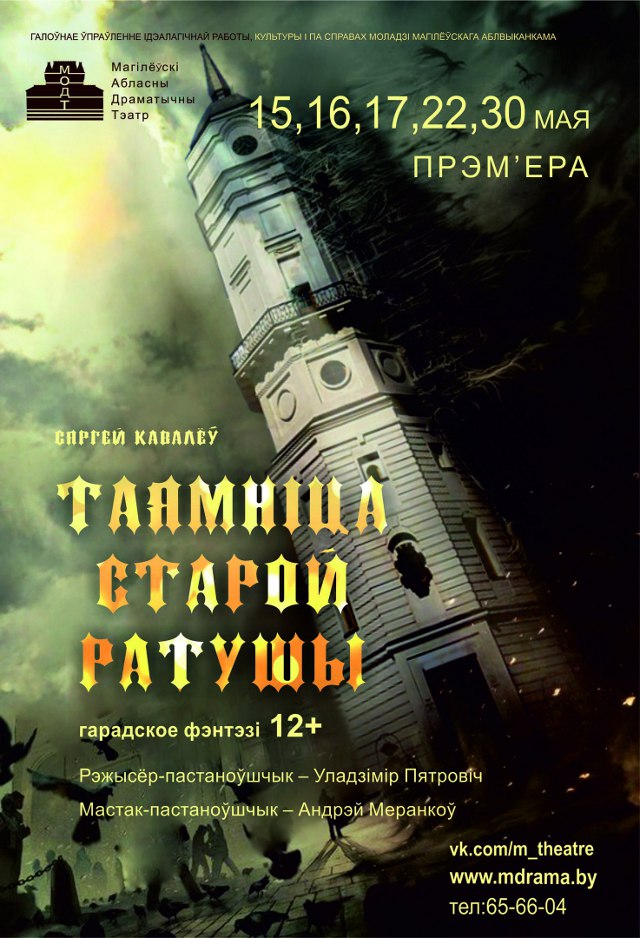 ГАЛОЎНАЕ ЎПРАЎЛЕННЕ ІДЭАЛАГІЧНАЙ РАБОТЫ, КУЛЬТУРЫ І ПА СПРАВАХ МОЛАДЗІ МАГІЛЁЎСКАГА АБЛВЫКАНКАМА
МОДТ
Магілёўскі
Абласны
Драматычны
Тэатр
15,16,17,22,30 МАЯ
ПРЭМ’ЕРА
СЯРГЕЙ КАВАЛЁЎ
ТАЯМНІЦА
СТАРОЙ
РАТУШЫ
гарадское фэнтэзі 12+
Рэжысёр-пастаноўшчык – Уладзімір Пятровіч
Мастак-пастаноўшчык – Андрэй Меранкоў
vk.com/m_theatre
www.mdrama.by
тел:65-66-04